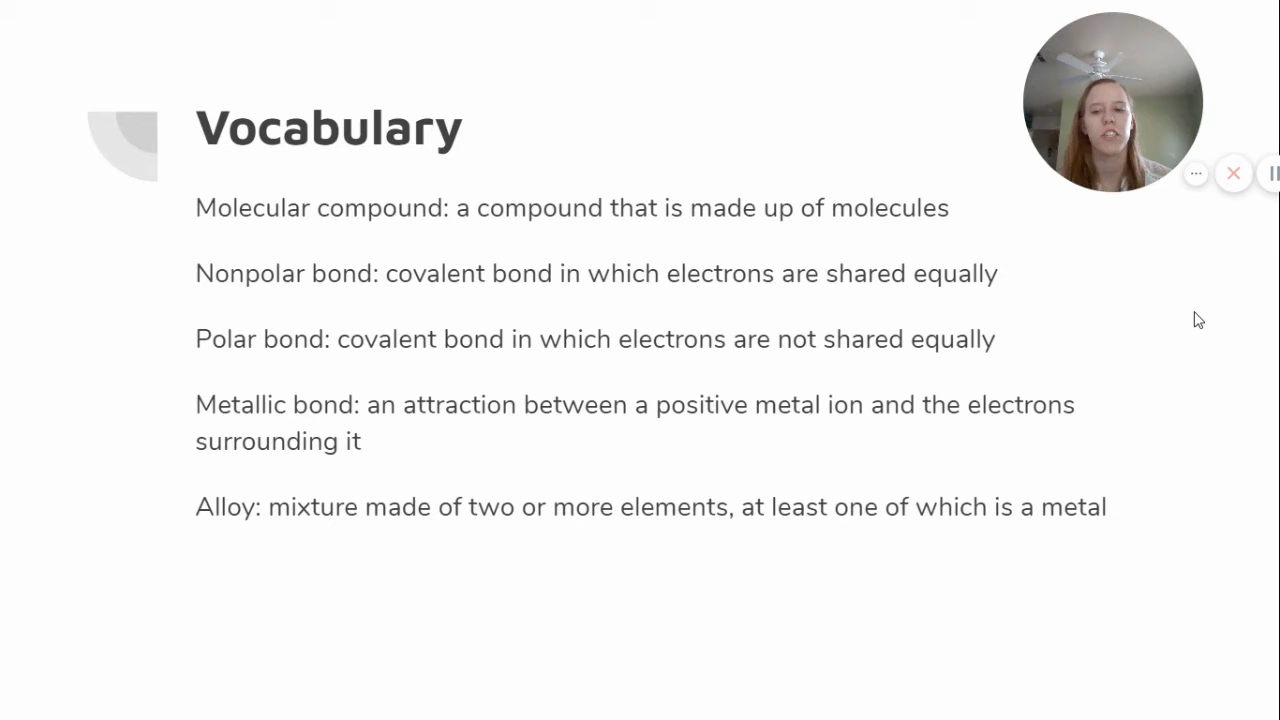 Vocabulary
Molecular compound: a compound that is made up of molecules
Nonpolar bond: covalent bond in which electrons are shared equally
Polar bond: covalent bond in which electrons are not shared equally
Metallic bond: an attraction between a positive metal ion and the electrons
surrounding it
Alloy: mixture made of two or more elements, at least one of which is a metal